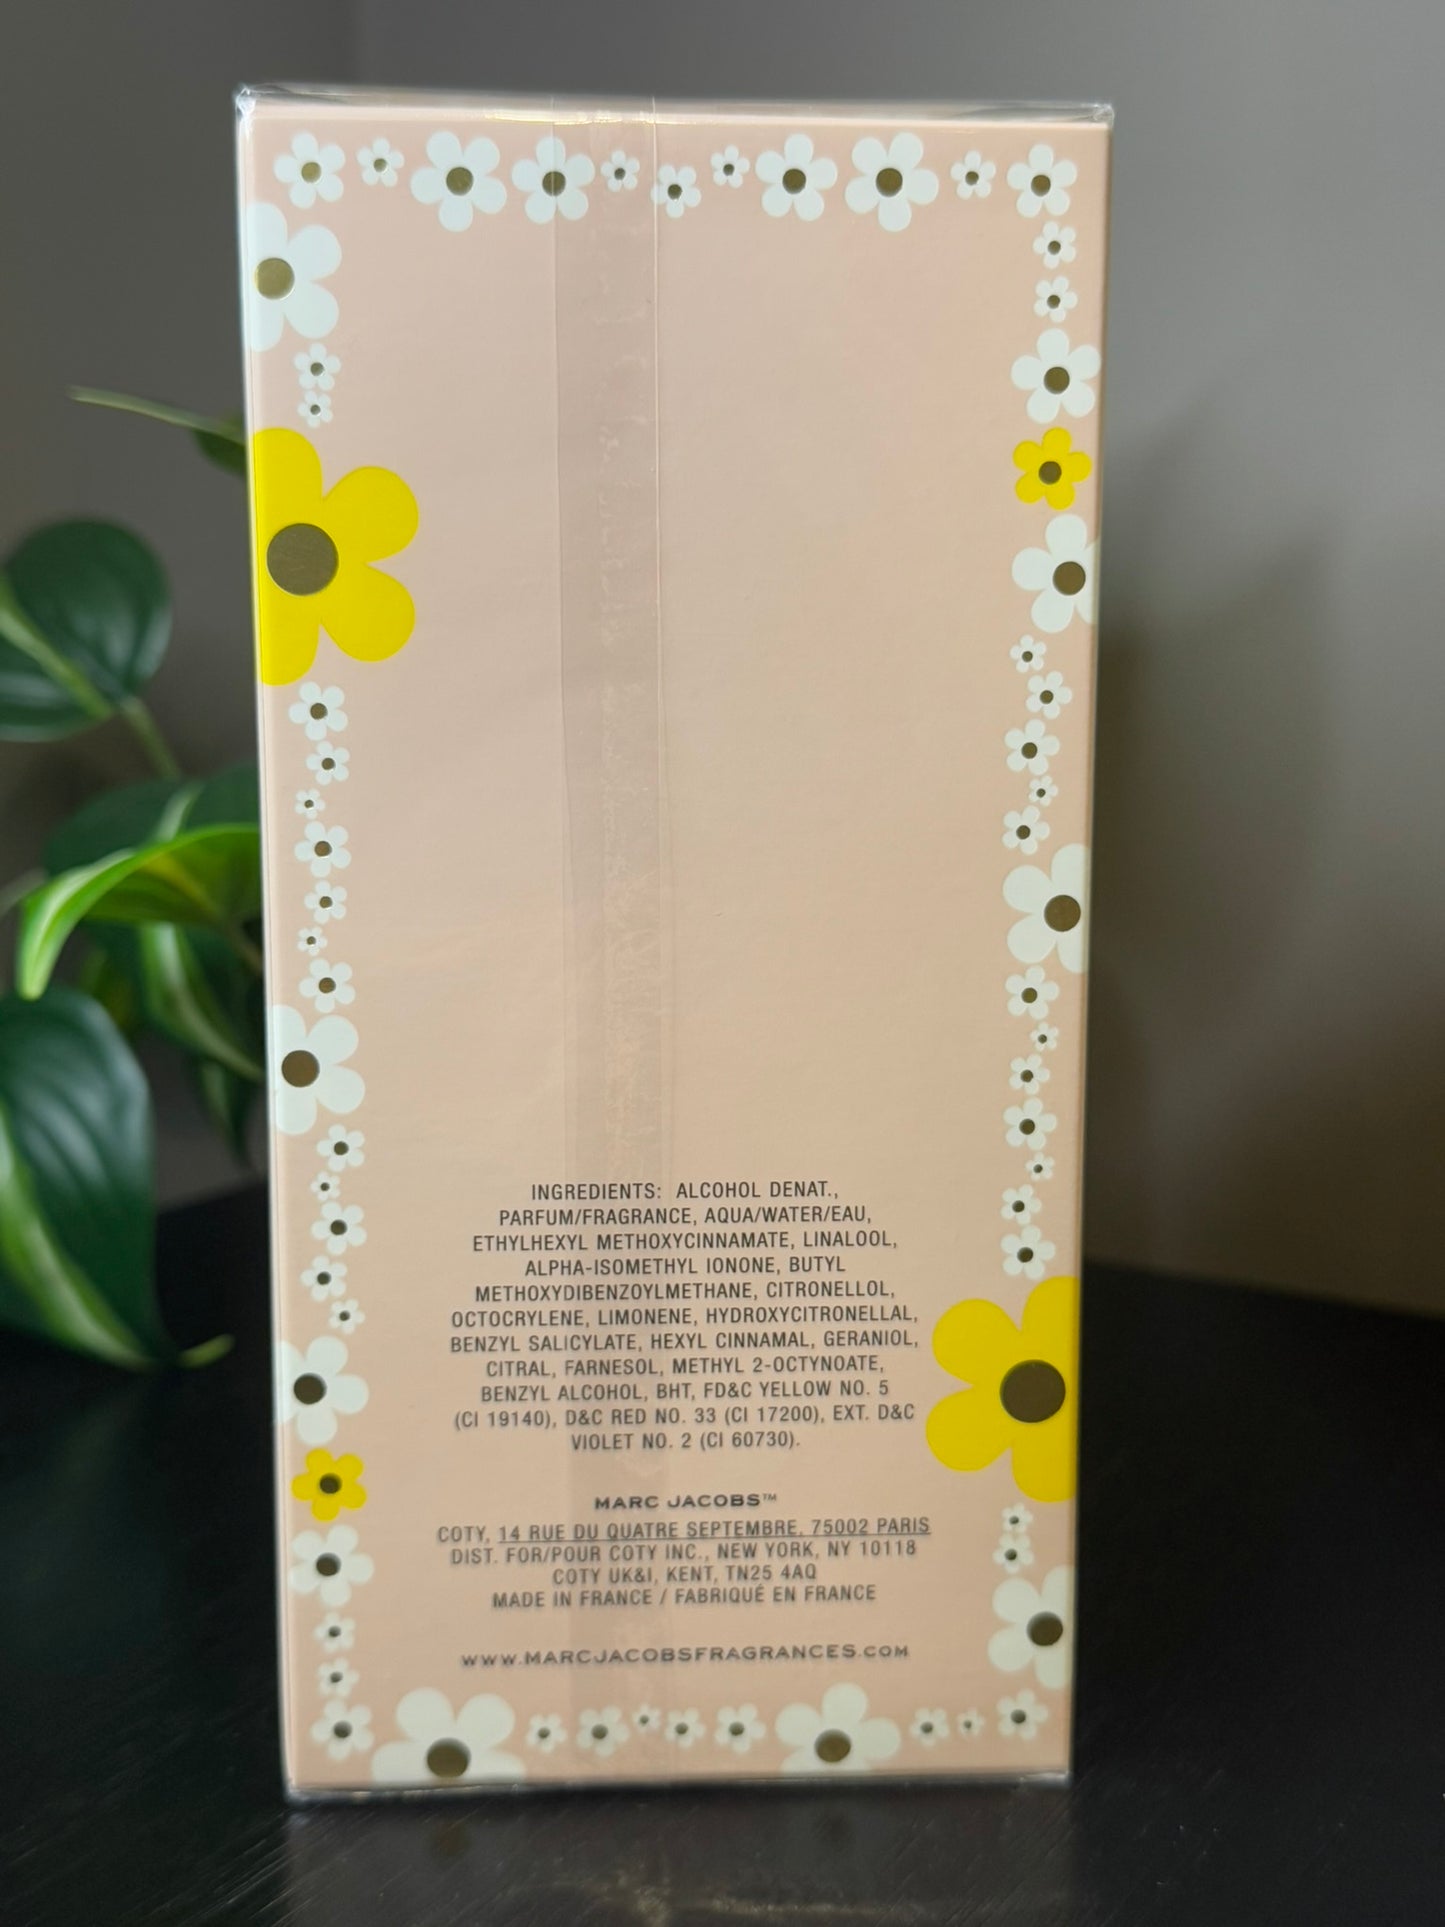 INGREDIENTS: ALCOHOL DENAT.,
PARFUM/FRAGRANCE, AQUA/WATER/EAU,
ETHYLHEXYL METHOXYCINNAMATE, LINALOOL,
ALPHA-ISOMETHYL IONONE, BUTYL
METHOXYDIBENZOYLMETHANE, CITRONELLOL,
OCTOCRYLENE, LIMONENE, HYDROXYCITRONELLAL,
BENZYL SALICYLATE, HEXYL CINNAMAL, GERANIOL,
CITRAL, FARNESOL, METHYL 2-OCTYNOATE,
BENZYL ALCOHOL, BHT, FD&C YELLOW NO. 5
(CI 19140), D&C RED NO. 33 (CI 17200), EXT. D&C
VIOLET NO. 2 (CI 60730).
MARC JACOBS™
COTY, 14 RUE DU QUATRE SEPTEMBRE, 75002 PARIS
DIST. FOR/POUR COTY INC., NEW YORK, NY 10118
COTY UK&I, KENT, TN25 4AQ
MADE IN FRANCE / FABRIQUÉ EN FRANCE
WWW.MARCJACOBSFRAGRANCES.COM